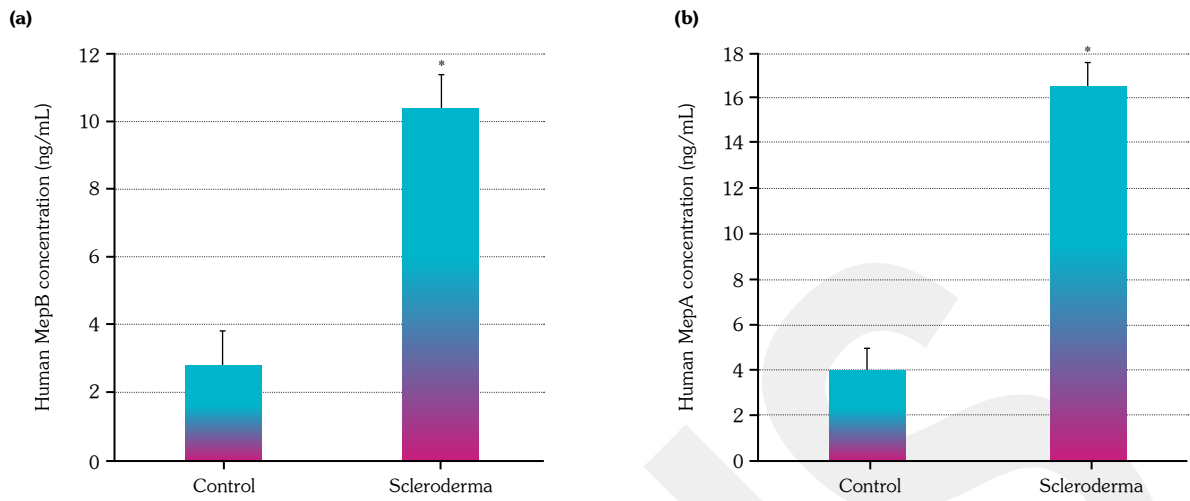 (a)
Human MepB concentration (ng/mL)
12
10
8
6
4
2
0
*
Control
Scleroderma
(b)
Human MepA concentration (ng/mL)
18
16
14
12
10
8
6
4
2
0
*
Control
Scleroderma